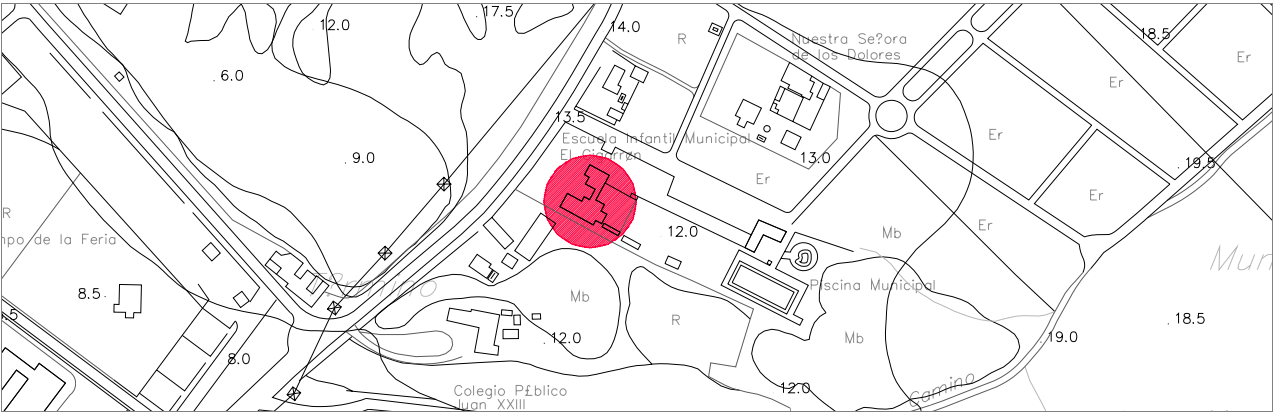 17.5
12.0
14.0
R
Nuestra Se?ora
de los Dolores
18.5
Er
Er
6.0
13.5
Escuela Infantil Municipal
El Cigarrón
13.0
9.0
Er
Er
19.5
Er
R
mpo de la Feria
12.0
Mb
Er
Mun
Piscina Municipal
8.5
.5
Mb
R
18.5
Mb
12.0
19.0
8.0
12.0
Camino
Colegio P£blico
Juan XXIII